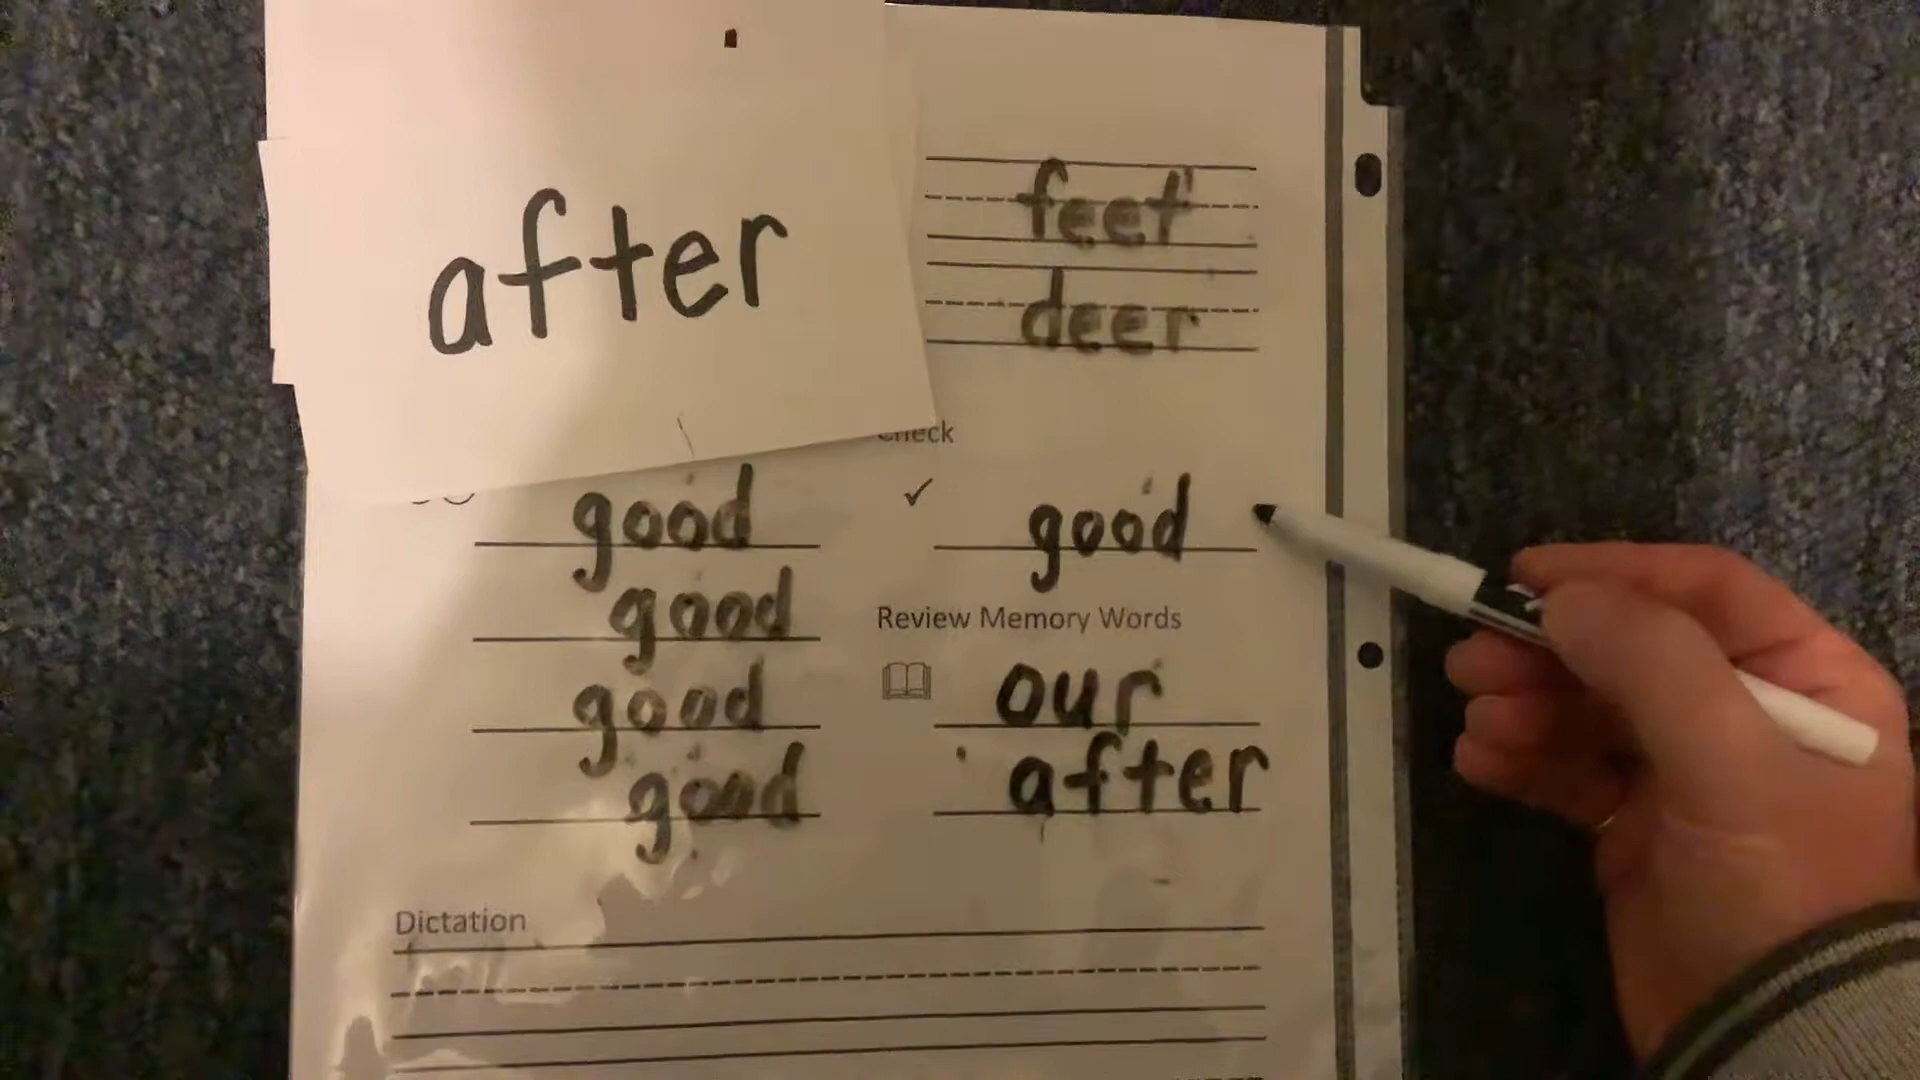 after
feet
deer
Check
good
good
good
good
✓ good
Review Memory Words
our
after
Dictation